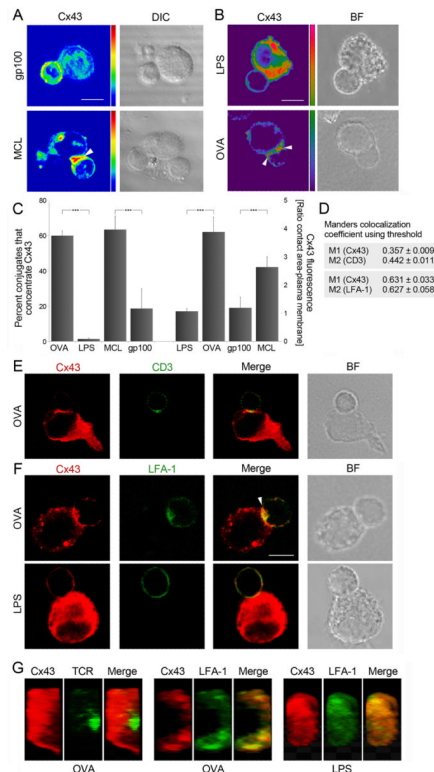 A
Cx43 DIC
gp100
MCL
B
Cx43 BF
LPS
OVA
C
Percent conjugates that
concentrate Cx43
80
60
40
20
0
OVA LPS MCL gp100 LPS OVA gp100 MCL
*** *** *** ***
5
4
3
2
1
0
Cx43 fluorescence
[Ratio contact area-plasma membrane]
D
Manders colocalization
coefficient using threshold
M1 (Cx43) 0.357 ± 0.009
M2 (CD3) 0.442 ± 0.011
M1 (Cx43) 0.631 ± 0.033
M2 (LFA-1) 0.627 ± 0.058
E
Cx43 CD3 Merge BF
OVA
F
Cx43 LFA-1 Merge BF
OVA
LPS
G
Cx43 TCR Merge Cx43 LFA-1 Merge Cx43 LFA-1 Merge
OVA OVA LPS